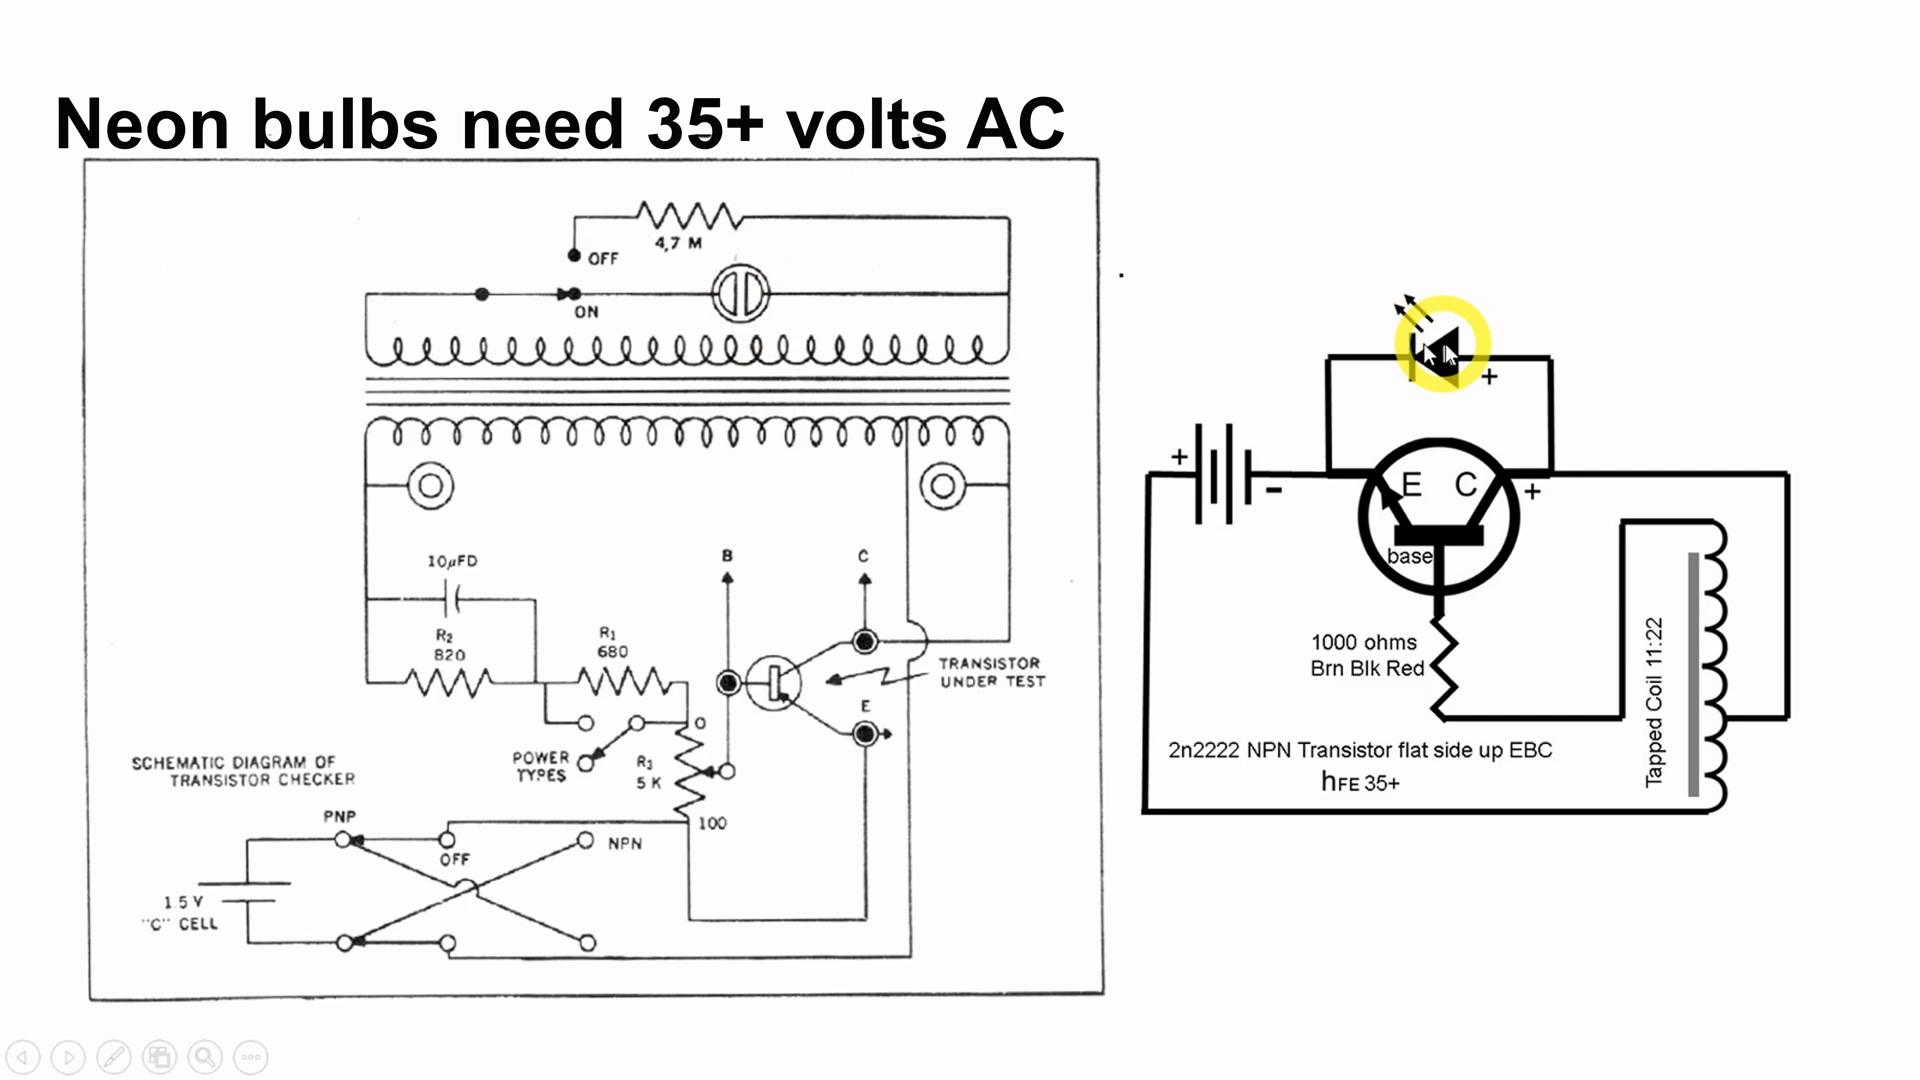 Neon bulbs need 35+ volts AC
4,7 M
OFF
ON
B
C
10µFD
R2
820
R1
680
TRANSISTOR
UNDER TEST
E
O
POWER
TYPES
R3
5 K
SCHEMATIC DIAGRAM OF
TRANSISTOR CHECKER
100
PNP
OFF
NPN
1.5 V
"C" CELL
+
+
-
E
C
+
base
1000 ohms
Brn Blk Red
Tapped Coil 11:22
2n2222 NPN Transistor flat side up EBC
hFE 35+